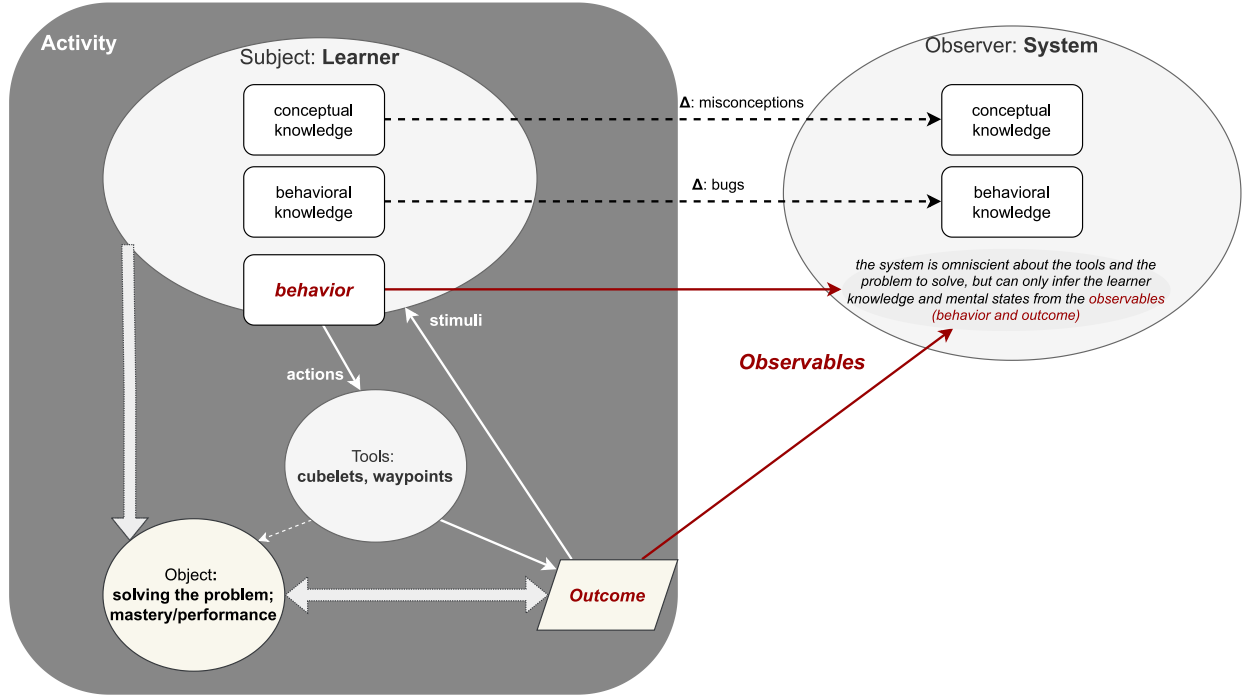 Activity
Subject: Learner
conceptual
knowledge
behavioral
knowledge
behavior
stimuli
actions
Tools:
cubelets, waypoints
Object:
solving the problem;
mastery/performance
Outcome
Δ: misconceptions
Δ: bugs
Observables
Observer: System
conceptual
knowledge
behavioral
knowledge
the system is omniscient about the tools and the
problem to solve, but can only infer the learner
knowledge and mental states from the observables
(behavior and outcome)